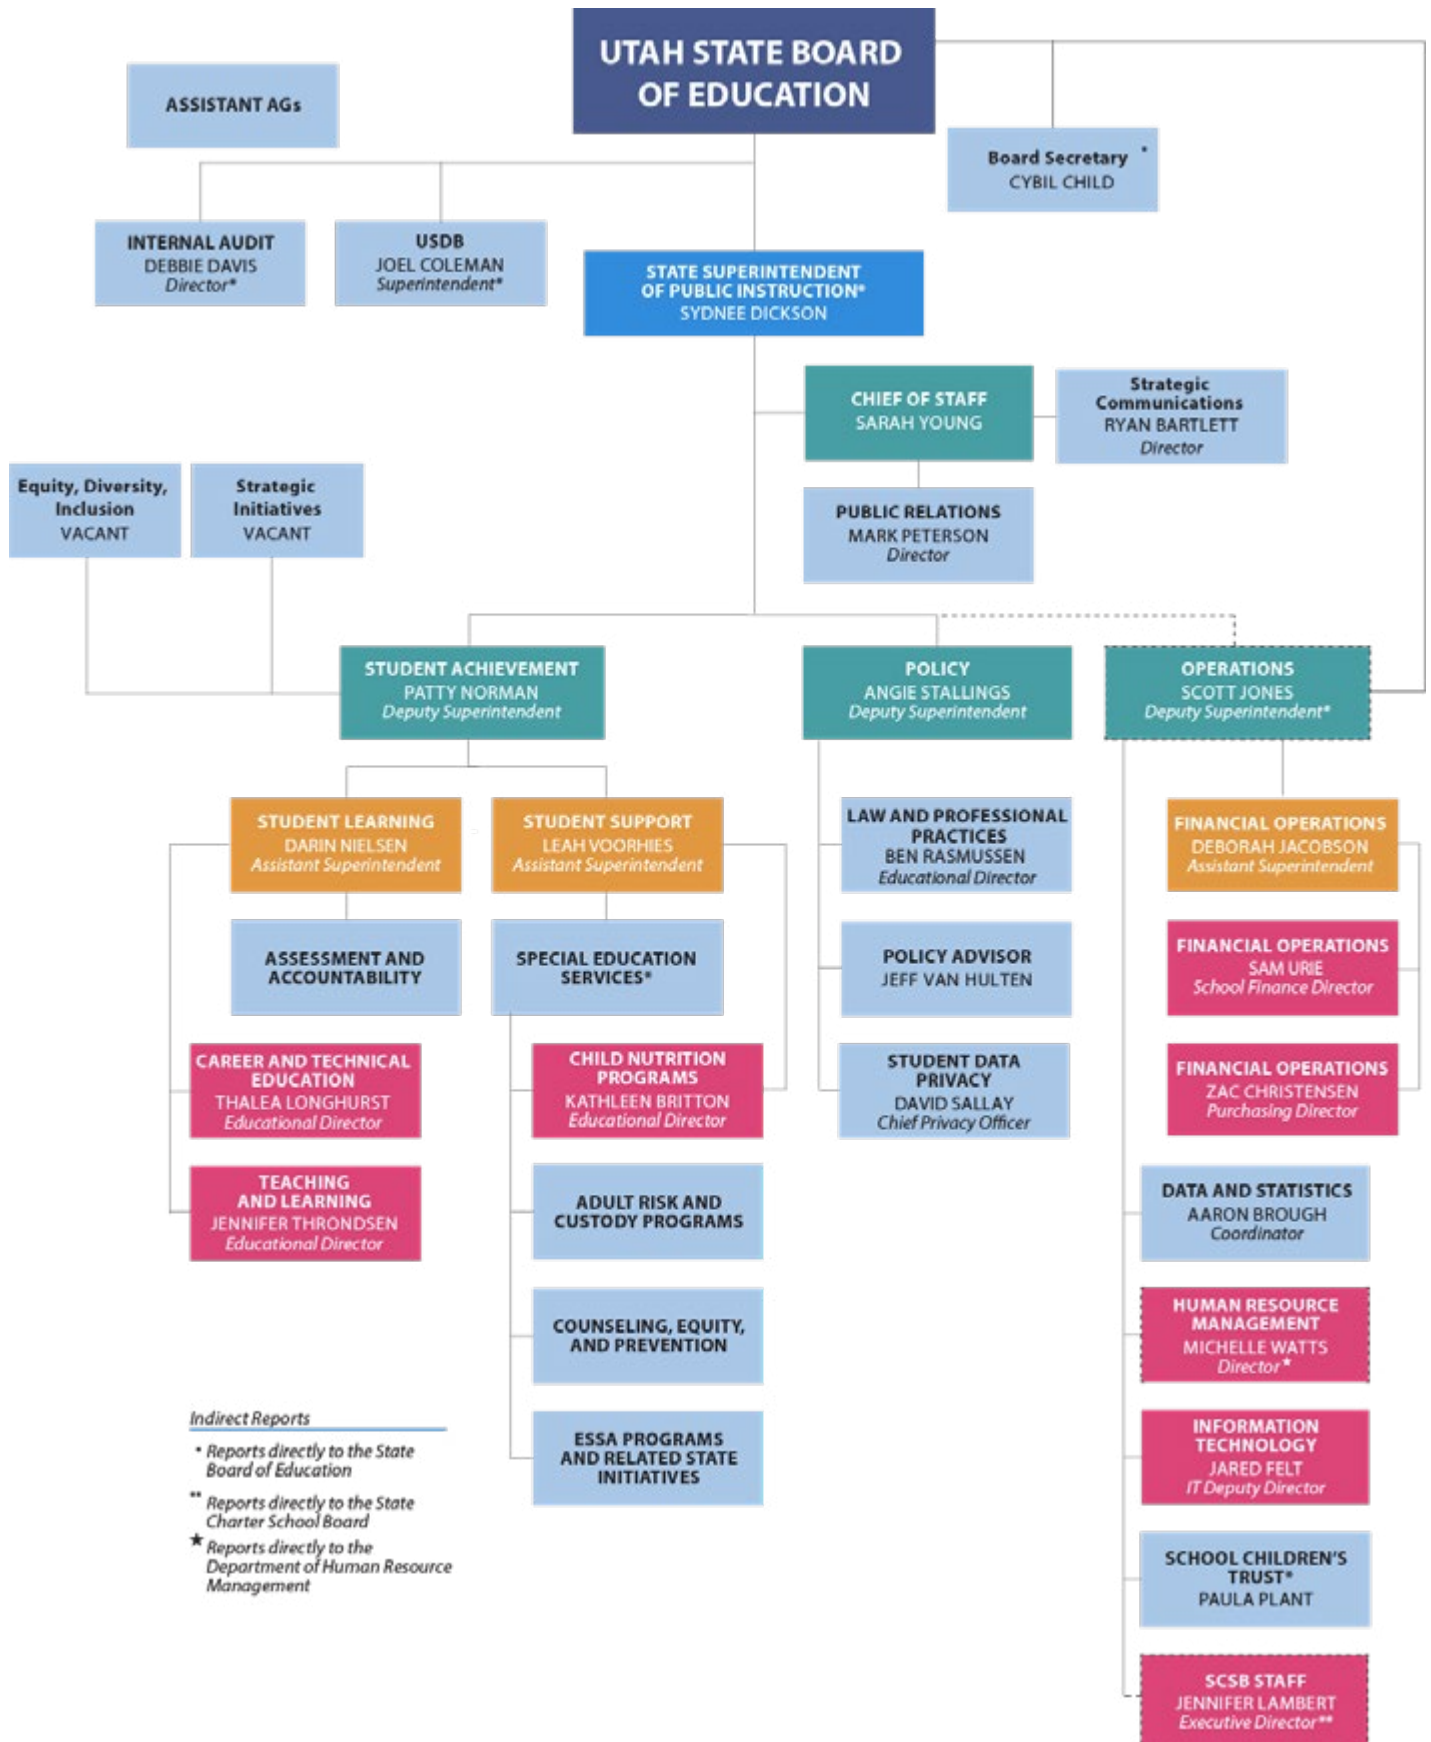 UTAH STATE BOARD
OF EDUCATION
ASSISTANT AGs
Board Secretary *
CYBIL CHILD
INTERNAL AUDIT
DEBBIE DAVIS
Director*
USDB
JOEL COLEMAN
Superintendent*
STATE SUPERINTENDENT
OF PUBLIC INSTRUCTION*
SYDNEE DICKSON
CHIEF OF STAFF
SARAH YOUNG
Strategic
Communications
RYAN BARTLETT
Director
Equity, Diversity,
Inclusion
VACANT
Strategic
Initiatives
VACANT
PUBLIC RELATIONS
MARK PETERSON
Director
STUDENT ACHIEVEMENT
PATTY NORMAN
Deputy Superintendent
POLICY
ANGIE STALLINGS
Deputy Superintendent
OPERATIONS
SCOTT JONES
Deputy Superintendent*
STUDENT LEARNING
DARIN NIELSEN
Assistant Superintendent
STUDENT SUPPORT
LEAH VOORHIES
Assistant Superintendent
LAW AND PROFESSIONAL
PRACTICES
BEN RASMUSSEN
Educational Director
FINANCIAL OPERATIONS
DEBORAH JACOBSON
Assistant Superintendent
ASSESSMENT AND
ACCOUNTABILITY
SPECIAL EDUCATION
SERVICES*
POLICY ADVISOR
JEFF VAN HULTEN
FINANCIAL OPERATIONS
SAM URIE
School Finance Director
CAREER AND TECHNICAL
EDUCATION
THALEA LONGHURST
Educational Director
CHILD NUTRITION
PROGRAMS
KATHLEEN BRITTON
Educational Director
STUDENT DATA
PRIVACY
DAVID SALLAY
Chief Privacy Officer
FINANCIAL OPERATIONS
ZAC CHRISTENSEN
Purchasing Director
TEACHING
AND LEARNING
JENNIFER THRONDSEN
Educational Director
ADULT RISK AND
CUSTODY PROGRAMS
DATA AND STATISTICS
AARON BROUGH
Coordinator
COUNSELING, EQUITY,
AND PREVENTION
HUMAN RESOURCE
MANAGEMENT
MICHELLE WATTS
Director★
ESSA PROGRAMS
AND RELATED STATE
INITIATIVES
INFORMATION
TECHNOLOGY
JARED FELT
IT Deputy Director
SCHOOL CHILDREN'S
TRUST*
PAULA PLANT
SCSB STAFF
JENNIFER LAMBERT
Executive Director**
Indirect Reports
* Reports directly to the State
Board of Education
** Reports directly to the State
Charter School Board
★ Reports directly to the
Department of Human Resource
Management